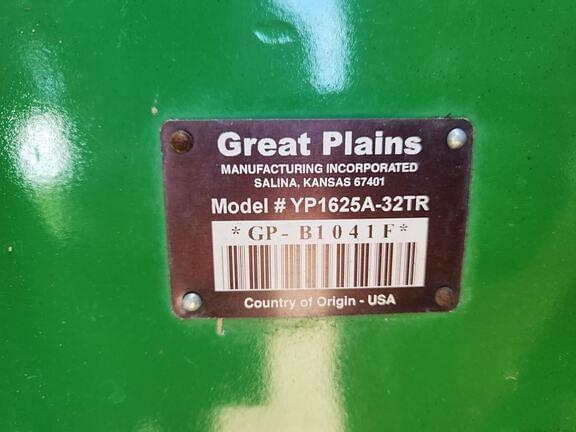 Great Plains
MANUFACTURING INCORPORATED
SALINA, KANSAS 67401
Model # YP1625A-32TR
*GP- B1041F*
Country of Origin - USA